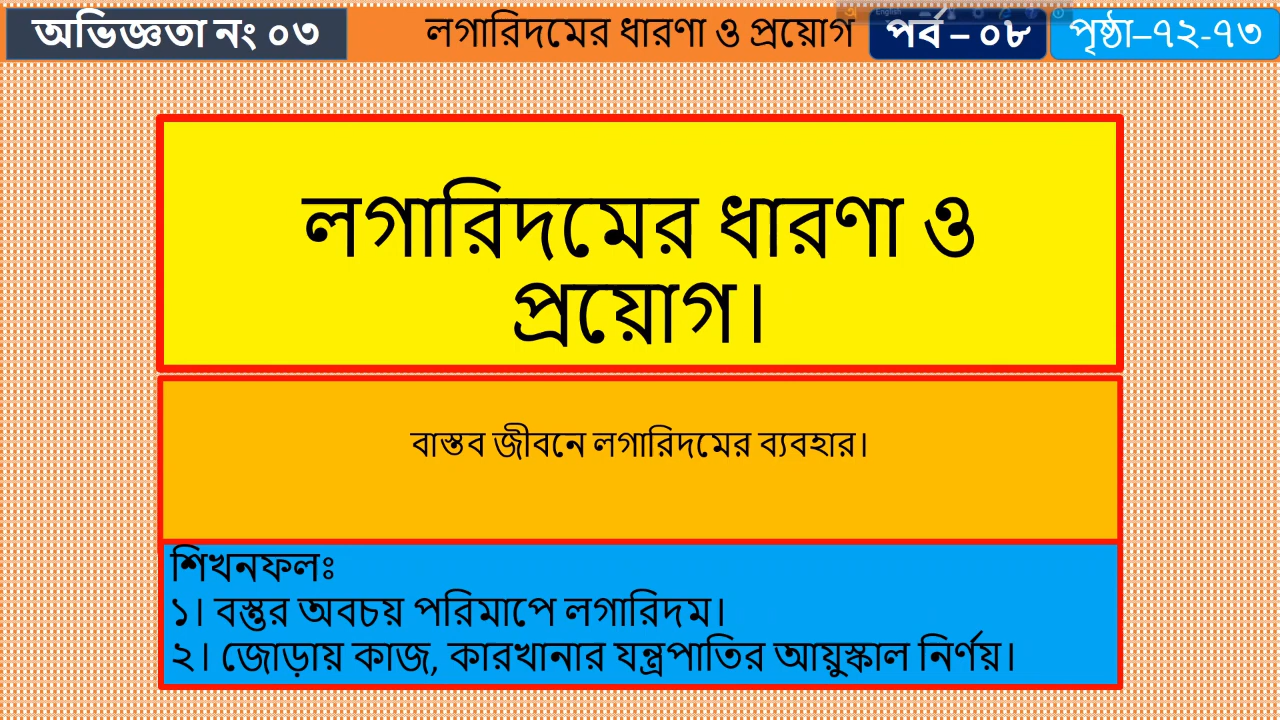 অভিজ্ঞতা নং ০৩
লগারিদমের ধারণা ও প্রয়োগ
পর্ব – ০৮
পৃষ্ঠা–৭২-৭৩
লগারিদমের ধারণা ও
প্রয়োগ।
বাস্তব জীবনে লগারিদমের ব্যবহার।
শিখনফলঃ
১। বস্তুর অবচয় পরিমাপে লগারিদম।
২। জোড়ায় কাজ, কারখানার যন্ত্রপাতির আয়ুস্কাল নির্ণয়।